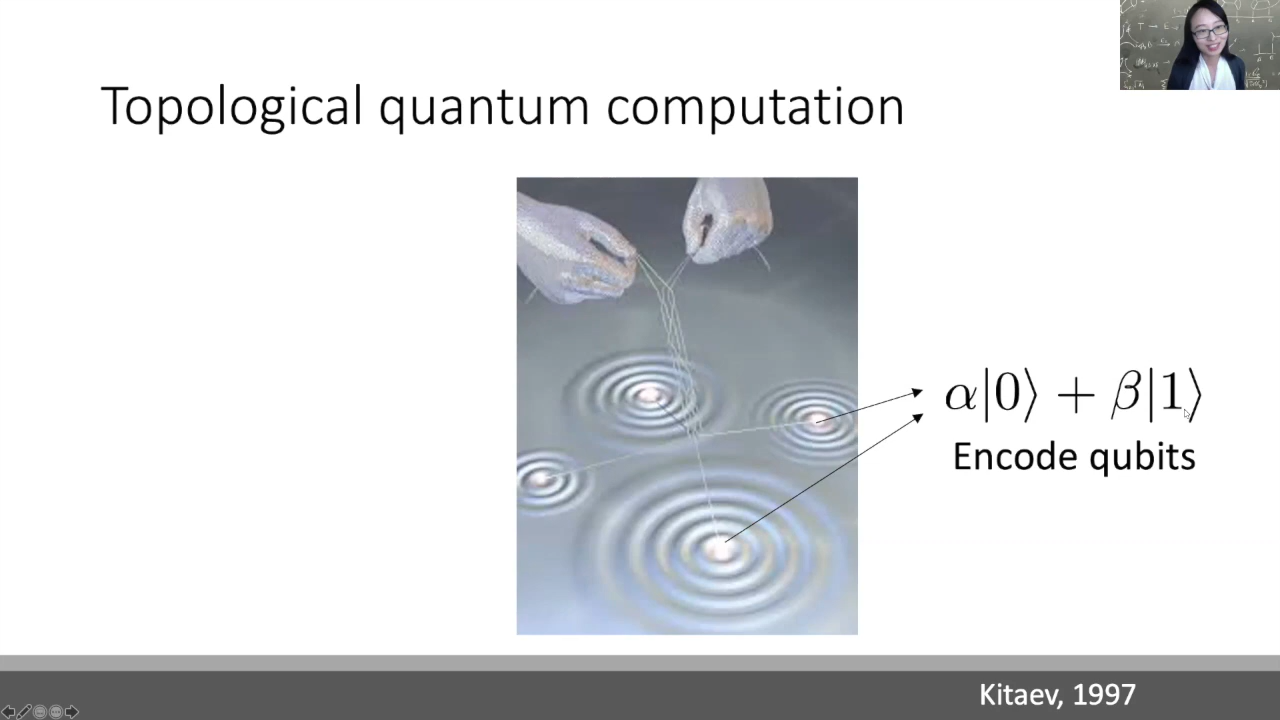 Topological quantum computation
α|0⟩ + β|1⟩
Encode qubits
Kitaev, 1997